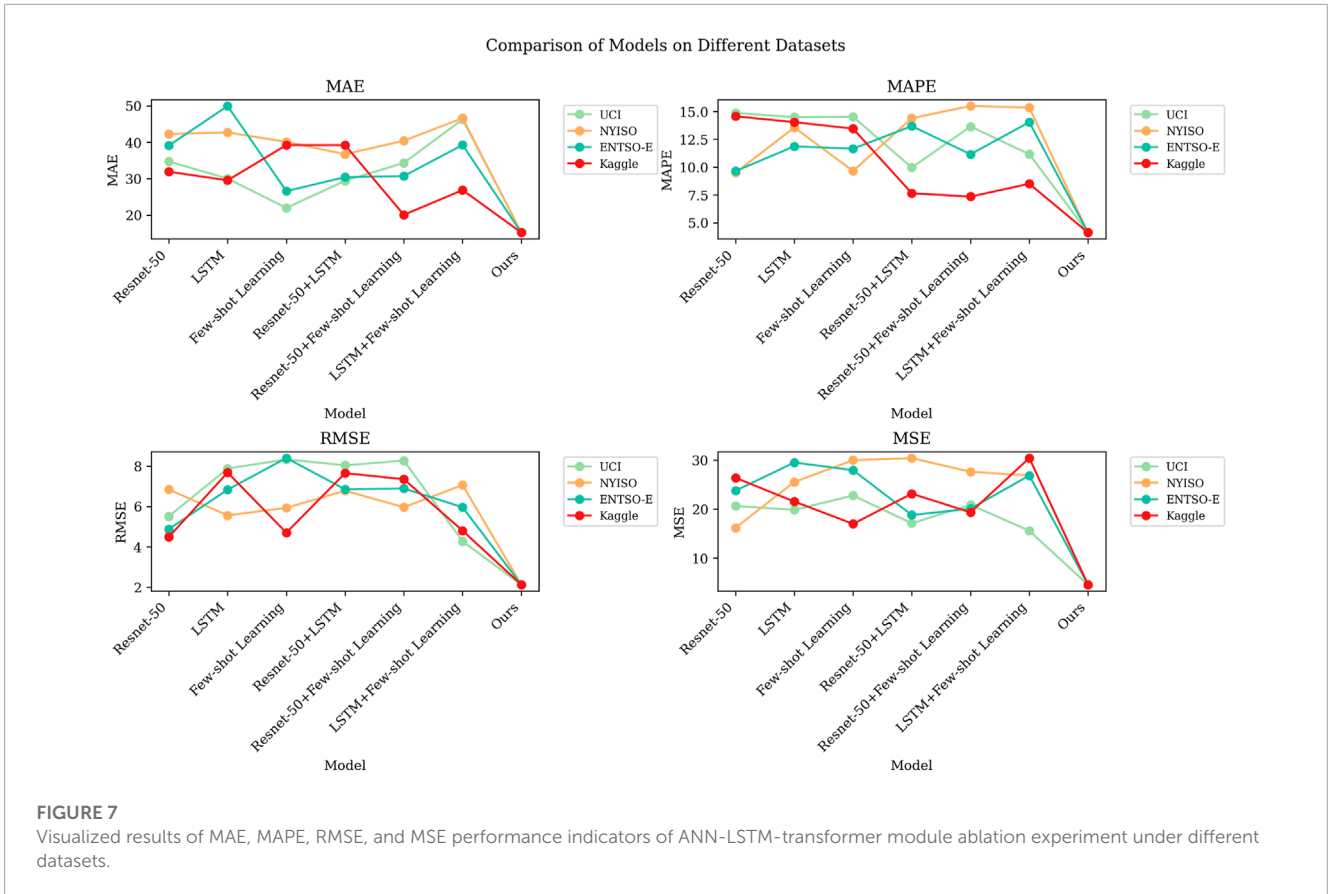 Comparison of Models on Different Datasets
MAE
50
40
30
20
MAE
Resnet-50
LSTM
Few-shot Learning
Resnet-50+LSTM
Resnet-50+Few-shot Learning
LSTM+Few-shot Learning
Ours
Model
UCI
NYISO
ENTSO-E
Kaggle
MAPE
15.0
12.5
10.0
7.5
5.0
MAPE
Resnet-50
LSTM
Few-shot Learning
Resnet-50+LSTM
Resnet-50+Few-shot Learning
LSTM+Few-shot Learning
Ours
Model
UCI
NYISO
ENTSO-E
Kaggle
RMSE
8
6
4
2
RMSE
Resnet-50
LSTM
Few-shot Learning
Resnet-50+LSTM
Resnet-50+Few-shot Learning
LSTM+Few-shot Learning
Ours
Model
UCI
NYISO
ENTSO-E
Kaggle
MSE
30
20
10
MSE
Resnet-50
LSTM
Few-shot Learning
Resnet-50+LSTM
Resnet-50+Few-shot Learning
LSTM+Few-shot Learning
Ours
Model
UCI
NYISO
ENTSO-E
Kaggle
FIGURE 7
Visualized results of MAE, MAPE, RMSE, and MSE performance indicators of ANN-LSTM-transformer module ablation experiment under different
datasets.